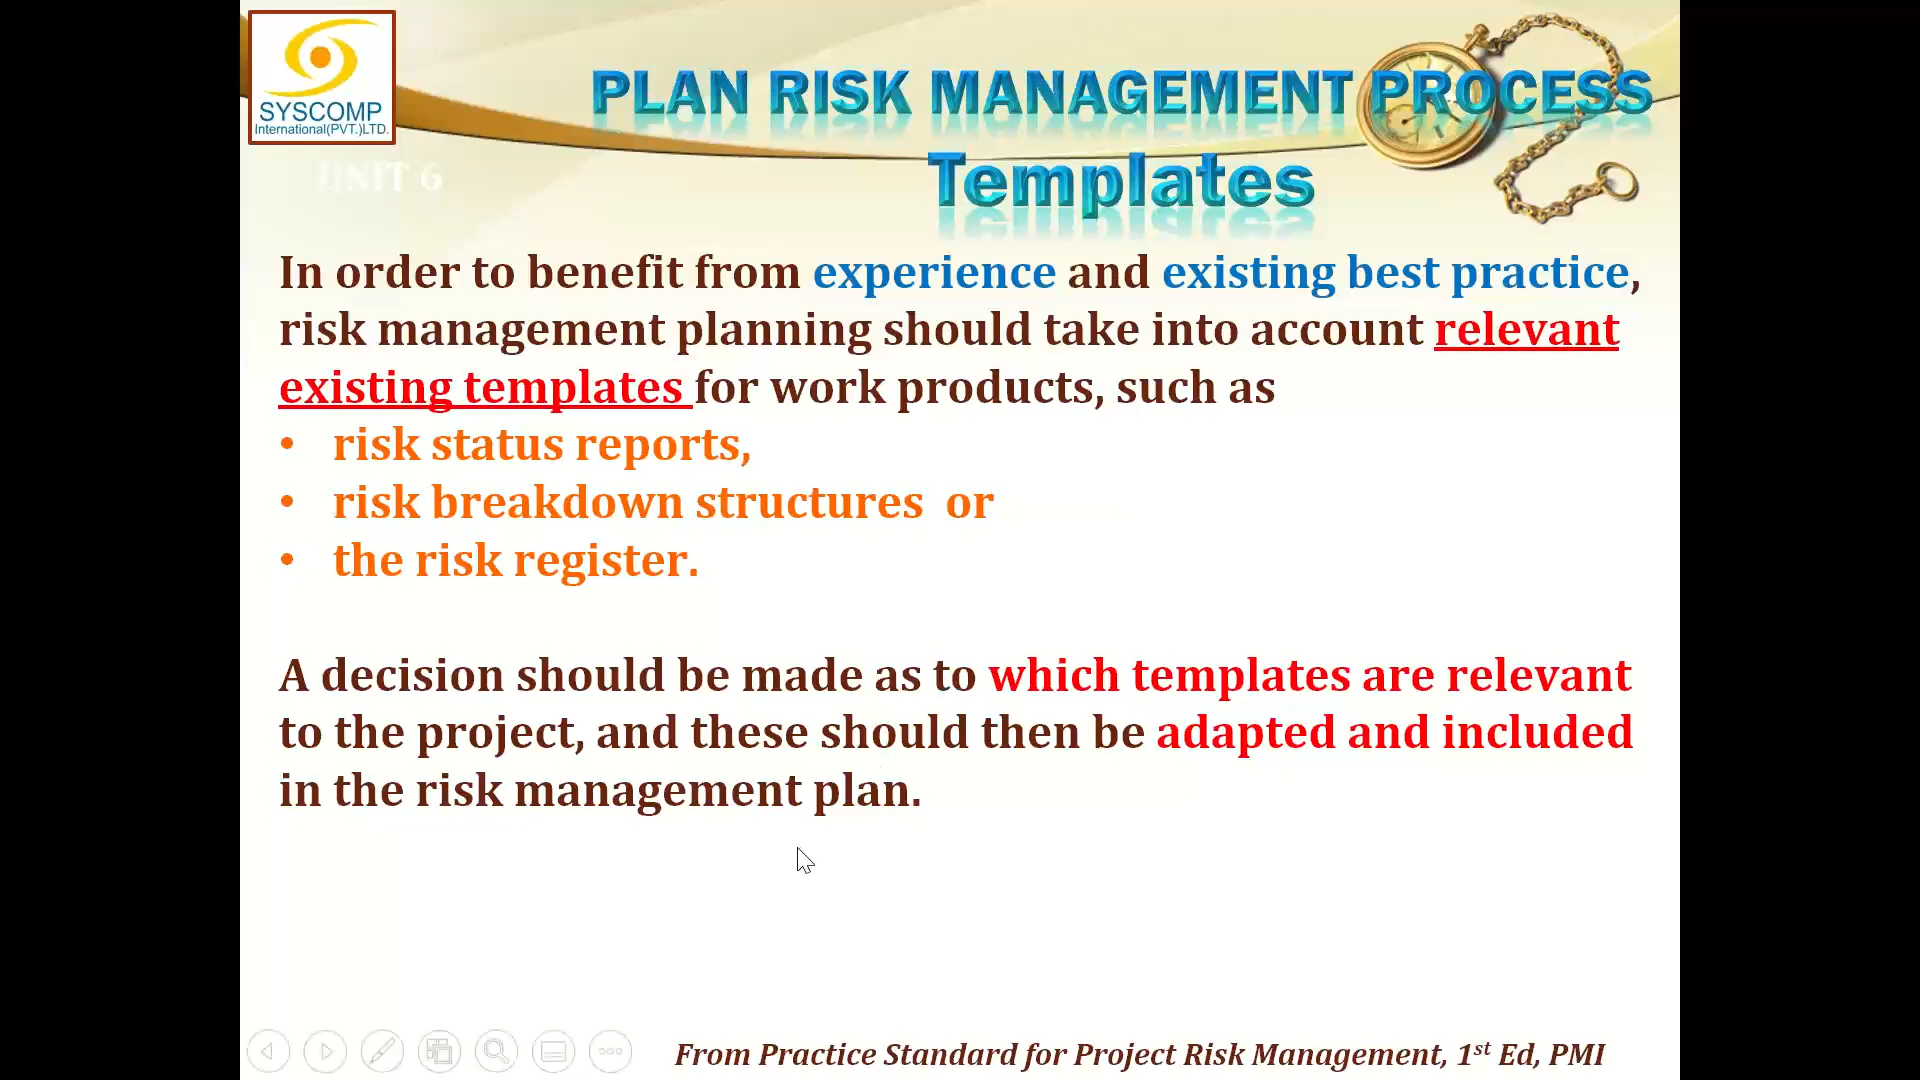 SYSCOMP
International(PVT.)LTD.
UNIT 6
PLAN RISK MANAGEMENT PROCESS
Templates
In order to benefit from experience and existing best practice,
risk management planning should take into account relevant
existing templates for work products, such as
• risk status reports,
• risk breakdown structures or
• the risk register.
A decision should be made as to which templates are relevant
to the project, and these should then be adapted and included
in the risk management plan.
From Practice Standard for Project Risk Management, 1st Ed, PMI